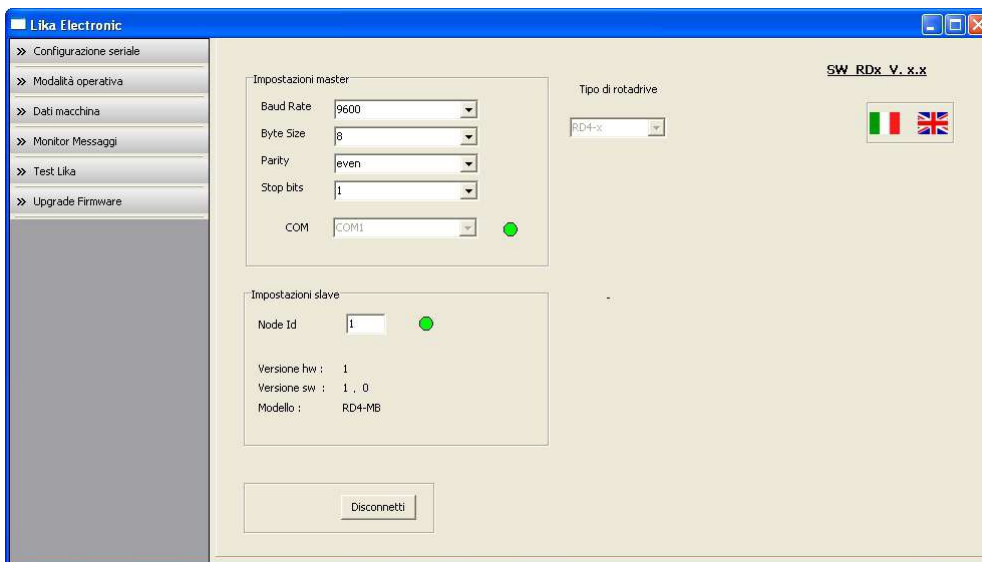 Lika Electronic
» Configurazione seriale
» Modalità operativa
» Dati macchina
» Monitor Messaggi
» Test Lika
» Upgrade Firmware
SW RDx V. x.x
Impostazioni master
Baud Rate 9600
Byte Size 8
Parity even
Stop bits 1
COM COM1
Tipo di rotadrive
RD4-x
Impostazioni slave
Node Id 1
Versione hw : 1
Versione sw : 1 . 0
Modello : RD4-MB
-
Disconnetti